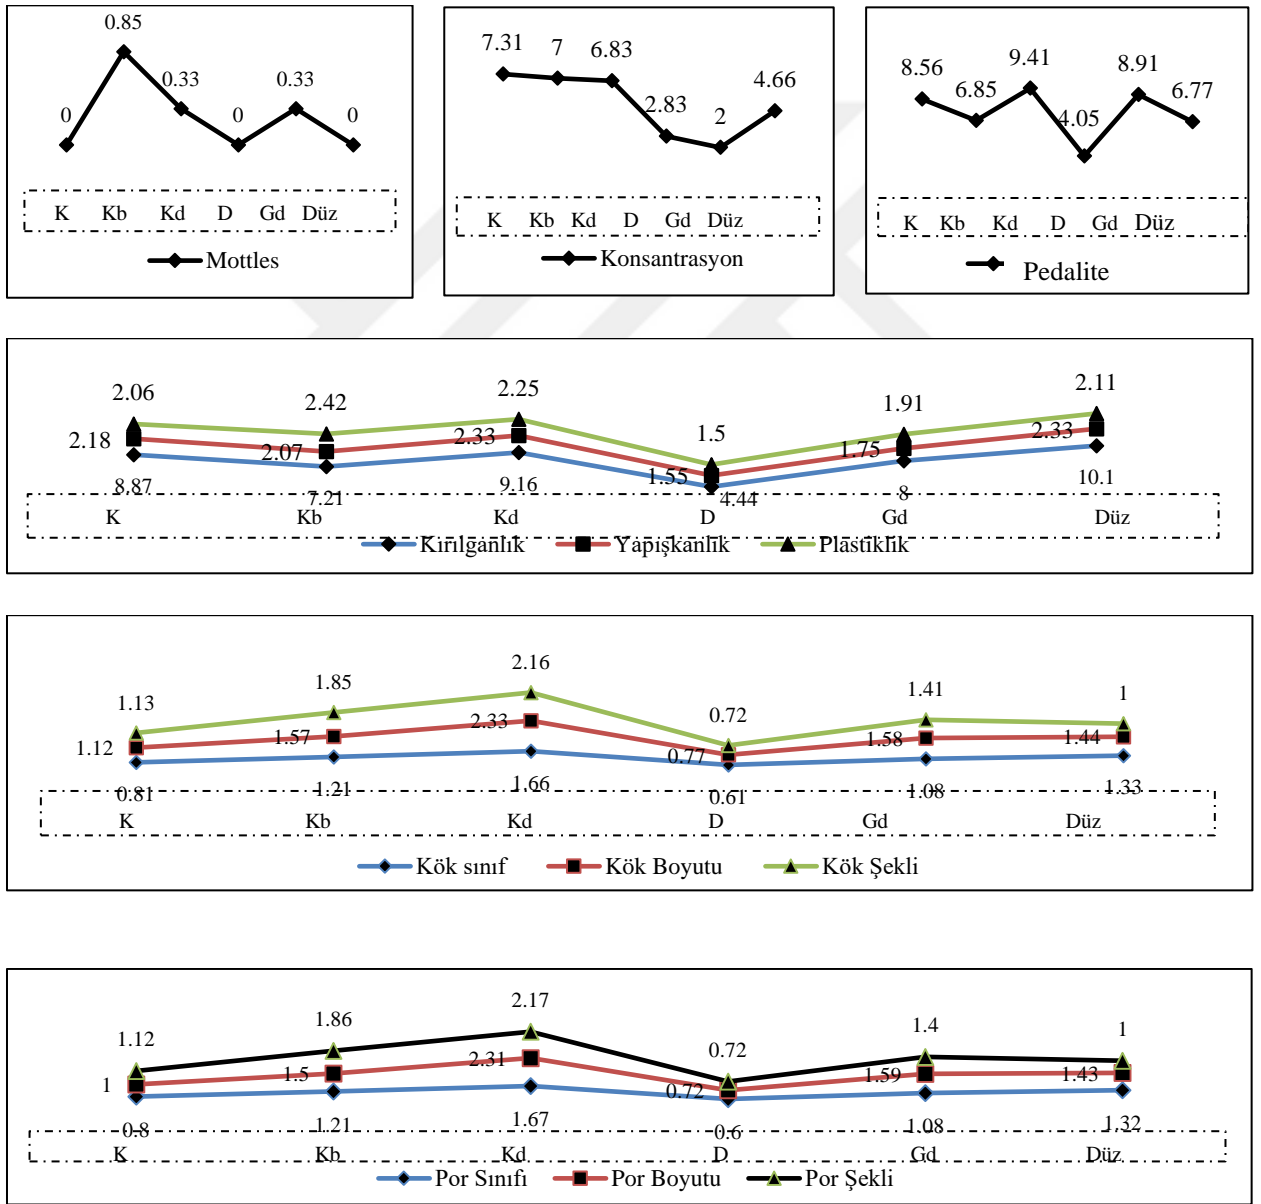 0 0.85 0.33 0 0.33 0
K Kb Kd D Gd Düz
Mottles
7.31 7 6.83 2.83 2 4.66
K Kb Kd D Gd Düz
Konsantrasyon
8.56 6.85 9.41 4.05 8.91 6.77
K Kb Kd D Gd Düz
Pedalite
2.06 2.42 2.25 1.5 1.91 2.11
2.18 2.07 2.33 1.55 1.75 2.33
8.87 7.21 9.16 4.44 8 10.1
K Kb Kd D Gd Düz
Kırılganlık Yapışkanlık Plastiklik
1.13 1.85 2.16 0.72 1.41 1
1.12 1.57 2.33 0.77 1.58 1.44
0.81 1.21 1.66 0.61 1.08 1.33
K Kb Kd D Gd Düz
Kök sınıf Kök Boyutu Kök Şekli
1.12 1.86 2.17 0.72 1.4 1
1 1.5 2.31 0.72 1.59 1.43
0.8 1.21 1.67 0.6 1.08 1.32
K Kb Kd D Gd Düz
Por Sınıfı Por Boyutu Por Şekli